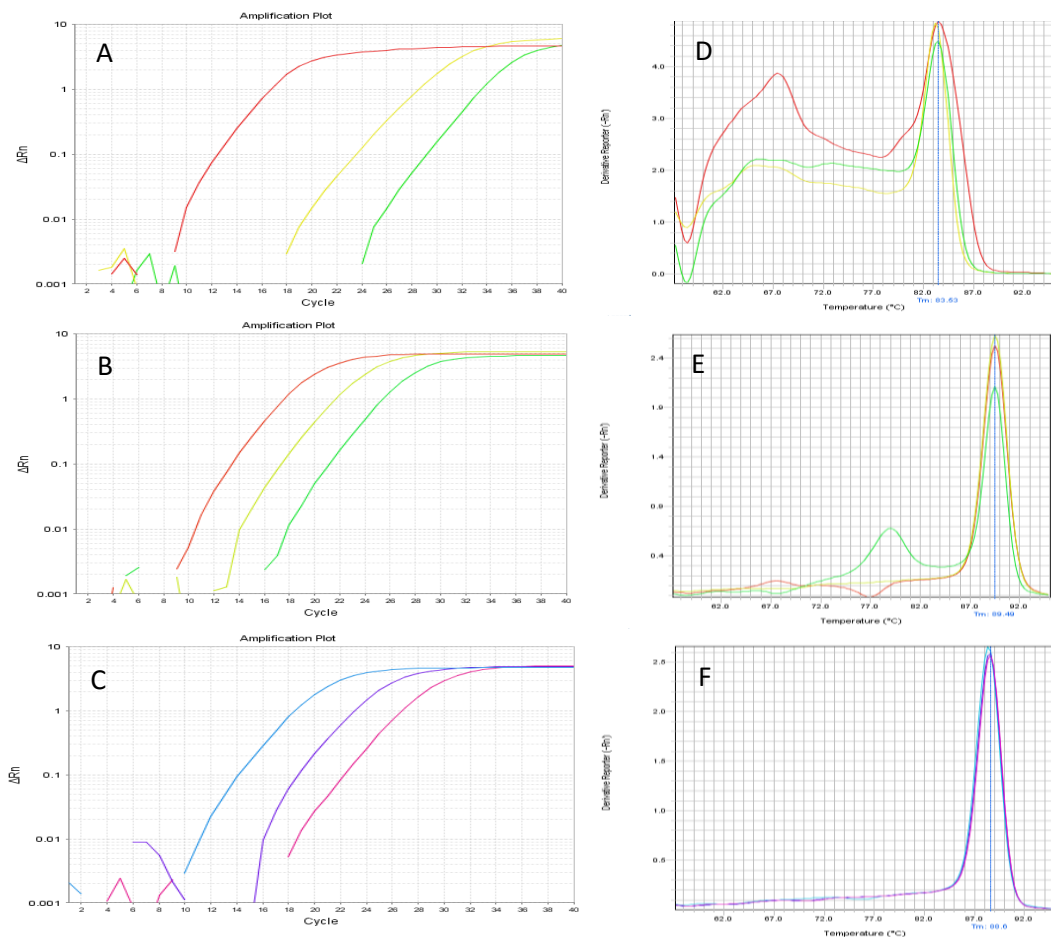 Amplification Plot
A
10
1
0.1
0.01
0.001
ΔRn
2 4 6 8 10 12 14 16 18 20 22 24 26 28 30 32 34 36 38 40
Cycle
D
4.0
3.0
2.0
1.0
0.0
Derivative Reporter (-Rn')
62.0 67.0 72.0 77.0 82.0 87.0 92.0
Tm: 83.53
Temperature (°C)
Amplification Plot
B
10
1
0.1
0.01
0.001
ΔRn
2 4 6 8 10 12 14 16 18 20 22 24 26 28 30 32 34 36 38 40
Cycle
E
2.4
1.9
1.4
0.8
0.4
Derivative Reporter (-Rn')
62.0 67.0 72.0 77.0 82.0 87.0 92.0
Tm: 89.49
Temperature (°C)
Amplification Plot
C
10
1
0.1
0.01
0.001
ΔRn
2 4 6 8 10 12 14 16 18 20 22 24 26 28 30 32 34 36 38 40
Cycle
F
2.6
2.0
1.6
1.0
0.6
Derivative Reporter (-Rn')
62.0 67.0 72.0 77.0 82.0 87.0 92.0
Tm: 88.6
Temperature (°C)